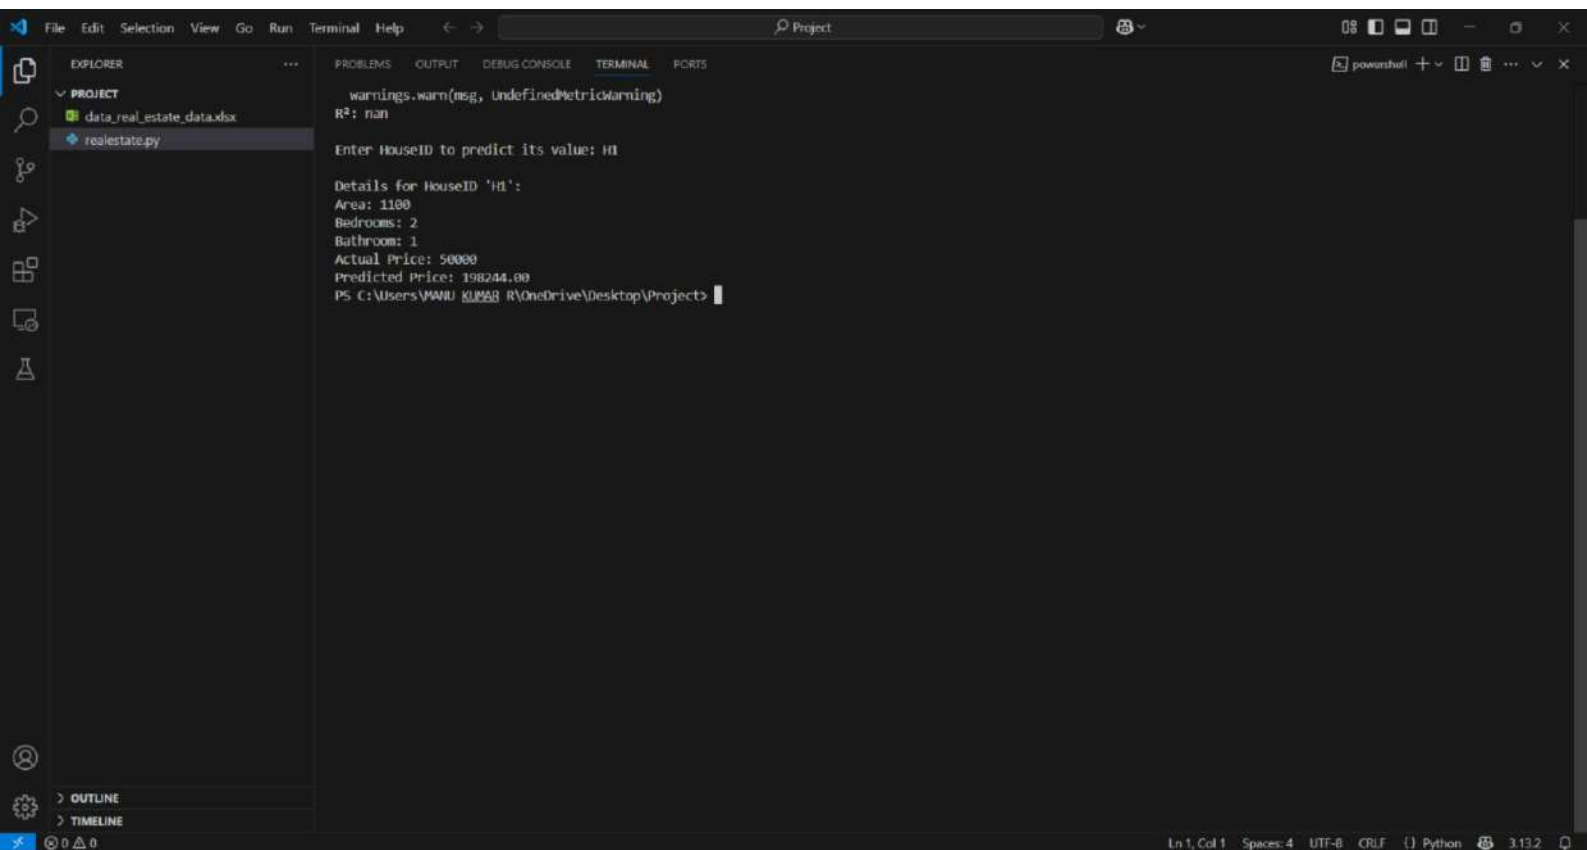 File Edit Selection View Go Run Terminal Help
Project
EXPLORER
PROBLEMS OUTPUT DEBUG CONSOLE TERMINAL PORTS
powershell
PROJECT
data_real_estate_data.xlsx
realestate.py
warnings.warn(msg, UndefinedMetricWarning)
R²: nan
Enter HouseID to predict its value: H1
Details for HouseID 'H1':
Area: 1100
Bedrooms: 2
Bathroom: 1
Actual Price: 50000
Predicted Price: 198244.00
PS C:\Users\MANU KUMAR R\OneDrive\Desktop\Project>
OUTLINE
TIMELINE
0 0
Ln 1, Col 1 Spaces: 4 UTF-8 CRLF {} Python 3.13.2